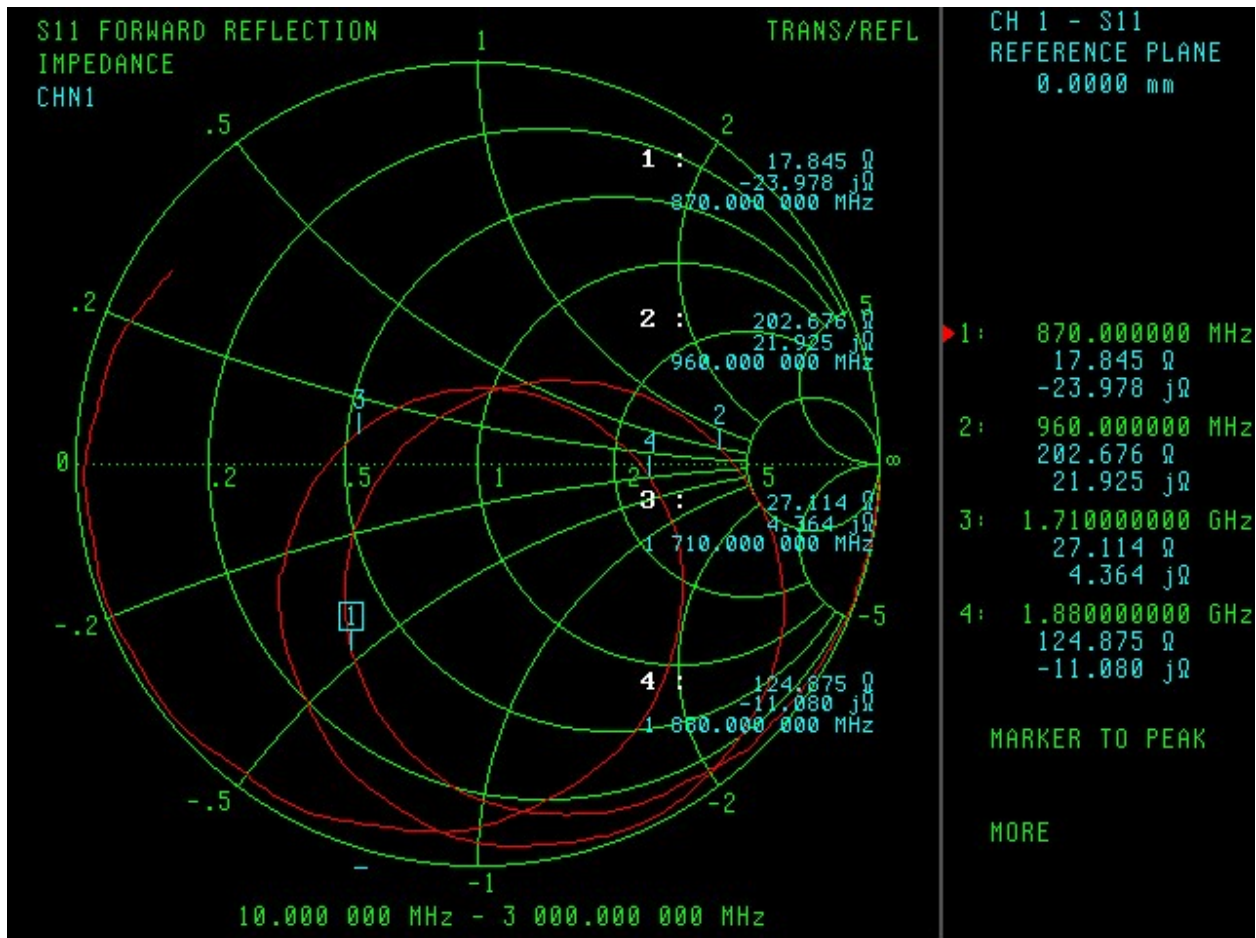 S11 FORWARD REFLECTION
TRANS/REFL
IMPEDANCE
CHN1
1
.5
2
.2
5
0
.2
.5
1
2
5
∞
-.2
-5
-.5
-2
-1
1 :
17.845 Ω
-23.978 jΩ
870.000 000 MHz
2 :
202.676 Ω
21.925 jΩ
960.000 000 MHz
3 :
27.114 Ω
4.364 jΩ
1 710.000 000 MHz
4 :
124.875 Ω
-11.080 jΩ
1 880.000 000 MHz
3
4
2
1
10.000 000 MHz - 3 000.000 000 MHz
CH 1 - S11
REFERENCE PLANE
0.0000 mm
1: 870.000000 MHz
17.845 Ω
-23.978 jΩ
2: 960.000000 MHz
202.676 Ω
21.925 jΩ
3: 1.710000000 GHz
27.114 Ω
4.364 jΩ
4: 1.880000000 GHz
124.875 Ω
-11.080 jΩ
MARKER TO PEAK
MORE